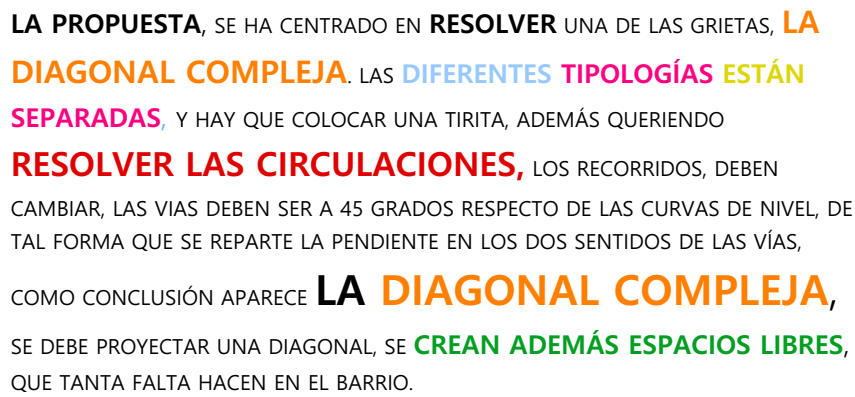 LA PROPUESTA, SE HA CENTRADO EN RESOLVER UNA DE LAS GRIETAS, LA
DIAGONAL COMPLEJA. LAS DIFERENTES TIPOLOGÍAS ESTÁN
SEPARADAS, Y HAY QUE COLOCAR UNA TIRITA, ADEMÁS QUERIENDO
RESOLVER LAS CIRCULACIONES, LOS RECORRIDOS, DEBEN
CAMBIAR, LAS VIAS DEBEN SER A 45 GRADOS RESPECTO DE LAS CURVAS DE NIVEL, DE
TAL FORMA QUE SE REPARTE LA PENDIENTE EN LOS DOS SENTIDOS DE LAS VÍAS,
COMO CONCLUSIÓN APARECE LA DIAGONAL COMPLEJA,
SE DEBE PROYECTAR UNA DIAGONAL, SE CREAN ADEMÁS ESPACIOS LIBRES,
QUE TANTA FALTA HACEN EN EL BARRIO.